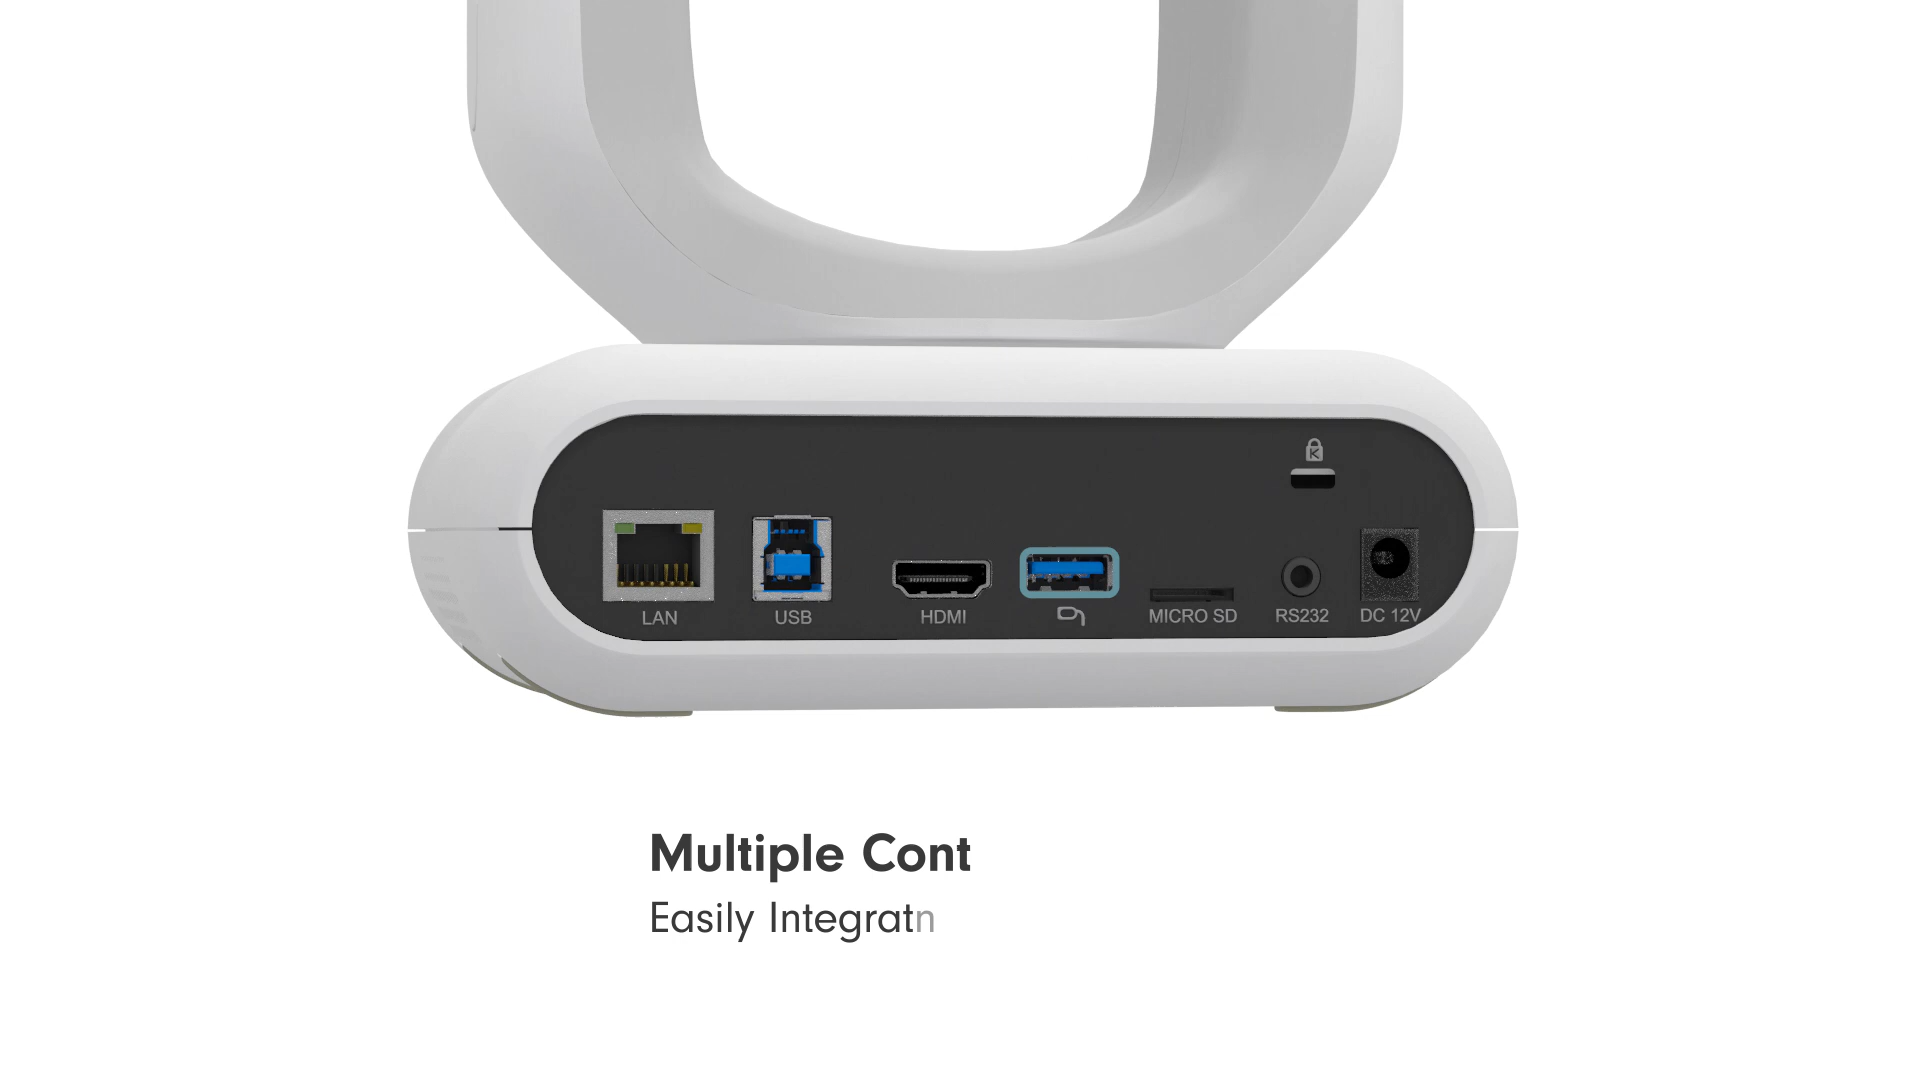 LAN
USB
HDMI
MICRO SD
RS232
DC 12V
Multiple Cont
Easily Integratn